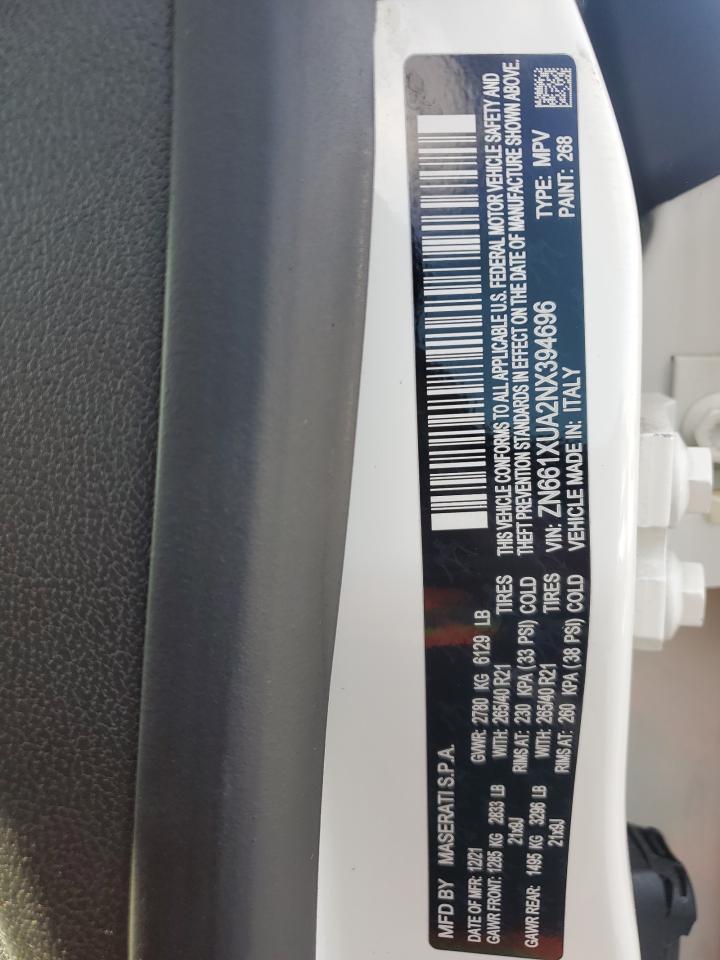 MFD BY MASERATI S.P.A.
DATE OF MFR: 12/21 GVWR: 2780 KG 6129 LB
GAWR FRONT: 1285 KG 2833 LB WITH: 265/40 R21 TIRES
21x9J RIMS AT: 230 KPA (33 PSI) COLD
GAWR REAR: 1495 KG 3296 LB WITH: 265/40 R21 TIRES
21x9J RIMS AT: 260 KPA (38 PSI) COLD
THIS VEHICLE CONFORMS TO ALL APPLICABLE U.S. FEDERAL MOTOR VEHICLE SAFETY AND
THEFT PREVENTION STANDARDS IN EFFECT ON THE DATE OF MANUFACTURE SHOWN ABOVE.
VIN: ZN661XUA2NX394696 TYPE: MPV
VEHICLE MADE IN: ITALY PAINT: 268